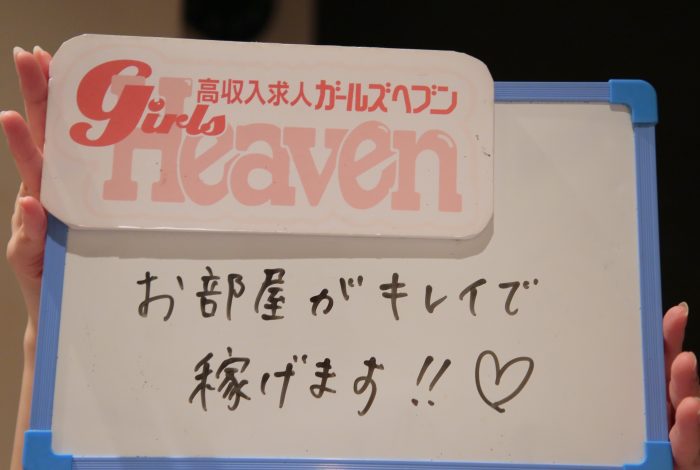 高収入求人ガールズヘブン
Girls
Heaven
お部屋がキレイで
稼げます!!♡